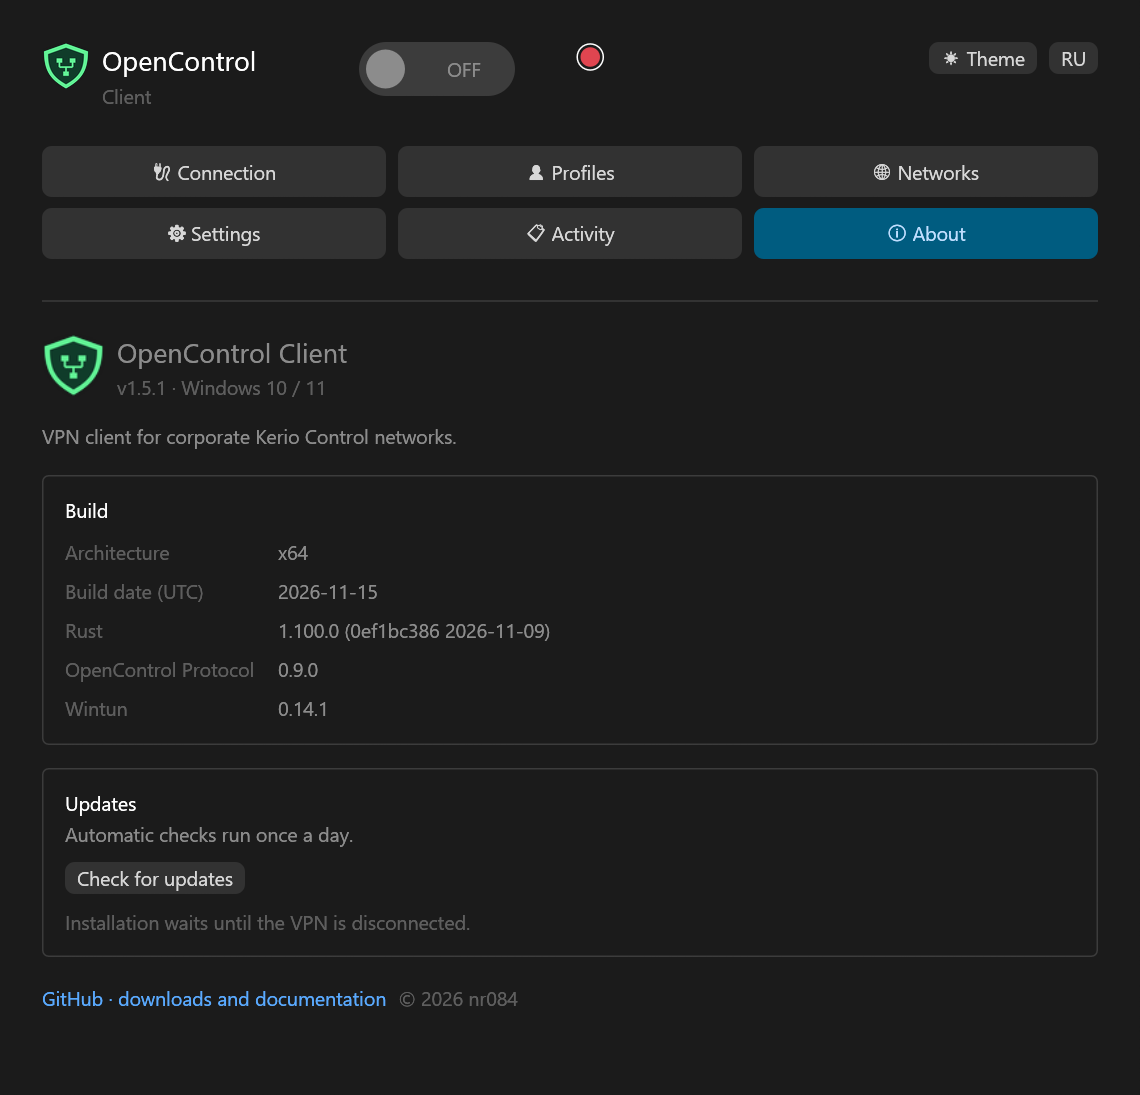 OpenControl
Client
OFF
Theme
RU
Connection
Profiles
Networks
Settings
Activity
About
OpenControl Client
v1.5.1 · Windows 10 / 11
VPN client for corporate Kerio Control networks.
Build
Architecture x64
Build date (UTC) 2026-11-15
Rust 1.100.0 (0ef1bc386 2026-11-09)
OpenControl Protocol 0.9.0
Wintun 0.14.1
Updates
Automatic checks run once a day.
Check for updates
Installation waits until the VPN is disconnected.
GitHub · downloads and documentation © 2026 nr084